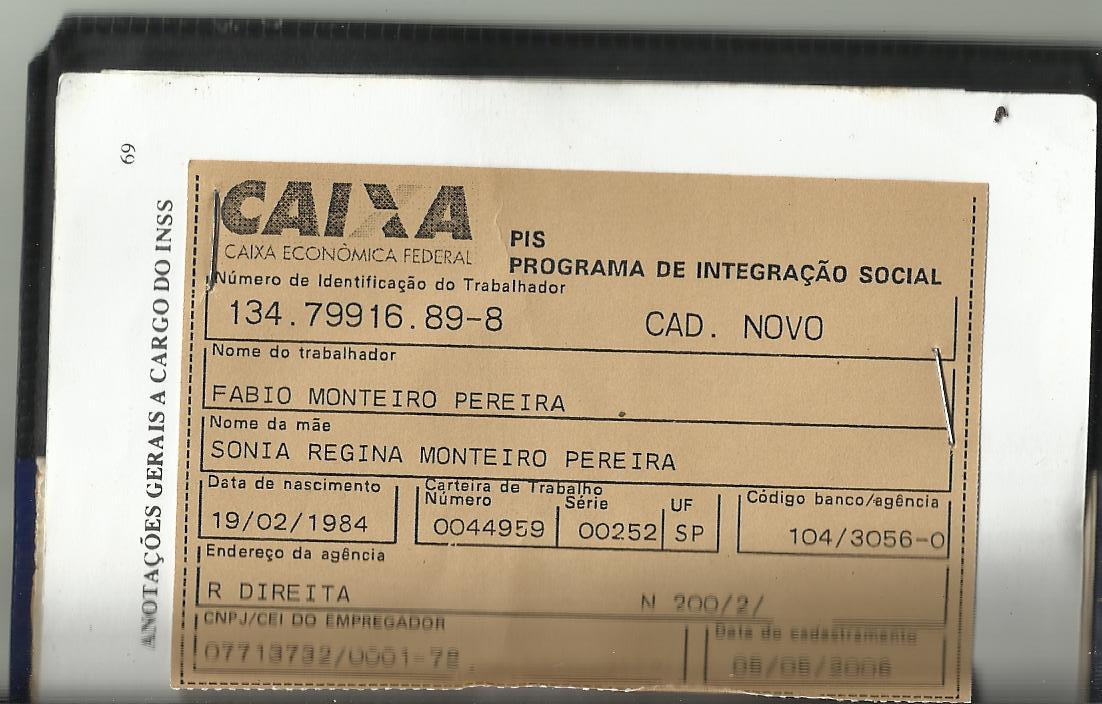 69
ANOTAÇÕES GERAIS A CARGO DO INSS
CAIXA
CAIXA ECONÔMICA FEDERAL
PIS
PROGRAMA DE INTEGRAÇÃO SOCIAL
Número de Identificação do Trabalhador
134.79916.89-8 CAD. NOVO
Nome do trabalhador
FABIO MONTEIRO PEREIRA
Nome da mãe
SONIA REGINA MONTEIRO PEREIRA
Data de nascimento Carteira de Trabalho Código banco/agência
Número Série UF
19/02/1984 0044959 00252 SP 104/3056-0
Endereço da agência
R DIREITA N 200/2/
CNPJ/CEI DO EMPREGADOR Data de cadastramento
07713732/0001-72